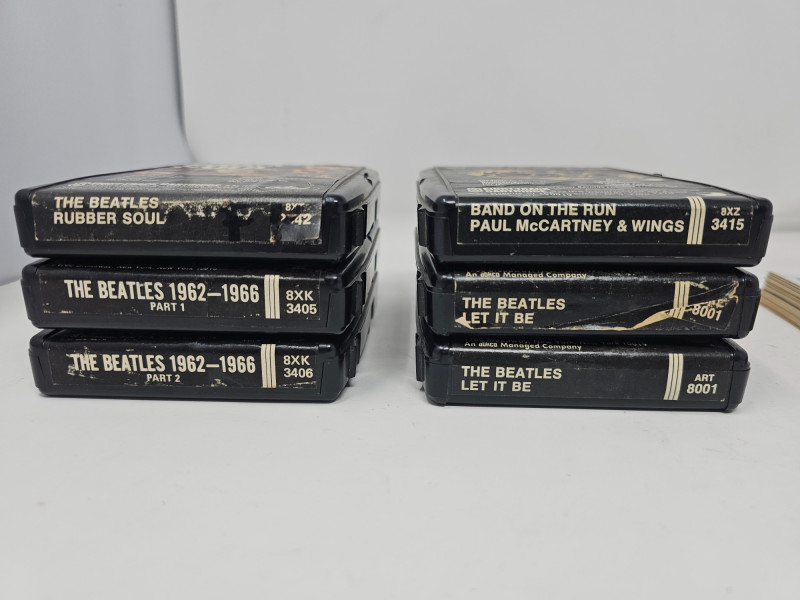 THE BEATLES
RUBBER SOUL
8X
42
THE BEATLES 1962–1966
PART 1
8XK
3405
THE BEATLES 1962–1966
PART 2
8XK
3406
BAND ON THE RUN
PAUL McCARTNEY & WINGS
8XZ
3415
An abkco Managed Company
THE BEATLES
LET IT BE
8001
An abkco Managed Company
THE BEATLES
LET IT BE
ART
8001